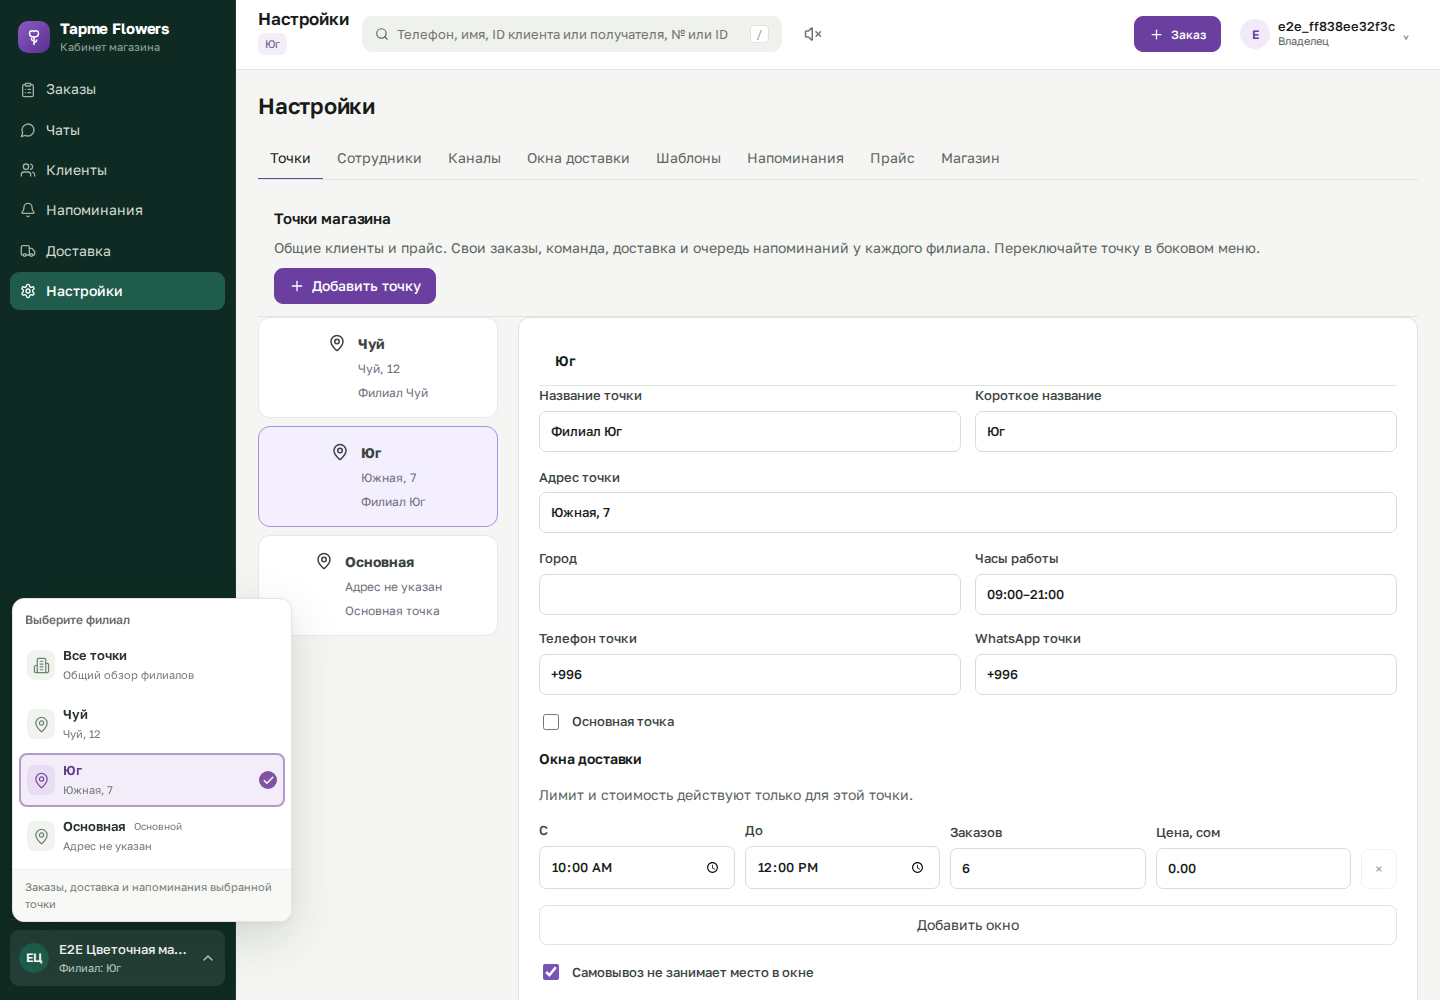 Tapme Flowers
Кабинет магазина
Заказы
Чаты
Клиенты
Напоминания
Доставка
Настройки
Настройки
Юг
Телефон, имя, ID клиента или получателя, № или ID
/
Заказ
E
e2e_ff838ee32f3c
Владелец
Настройки
Точки
Сотрудники
Каналы
Окна доставки
Шаблоны
Напоминания
Прайс
Магазин
Точки магазина
Общие клиенты и прайс. Свои заказы, команда, доставка и очередь напоминаний у каждого филиала. Переключайте точку в боковом меню.
Добавить точку
Чуй
Чуй, 12
Филиал Чуй
Юг
Южная, 7
Филиал Юг
Основная
Адрес не указан
Основная точка
Юг
Название точки
Филиал Юг
Короткое название
Юг
Адрес точки
Южная, 7
Город
Часы работы
09:00–21:00
Телефон точки
+996
WhatsApp точки
+996
Основная точка
Окна доставки
Лимит и стоимость действуют только для этой точки.
С
10:00 AM
До
12:00 PM
Заказов
6
Цена, сом
0.00
×
Добавить окно
Самовывоз не занимает место в окне
Выберите филиал
Все точки
Общий обзор филиалов
Чуй
Чуй, 12
Юг
Южная, 7
Основная Основной
Адрес не указан
Заказы, доставка и напоминания выбранной
точки
ЕЦ
E2E Цветочная ма...
Филиал: Юг